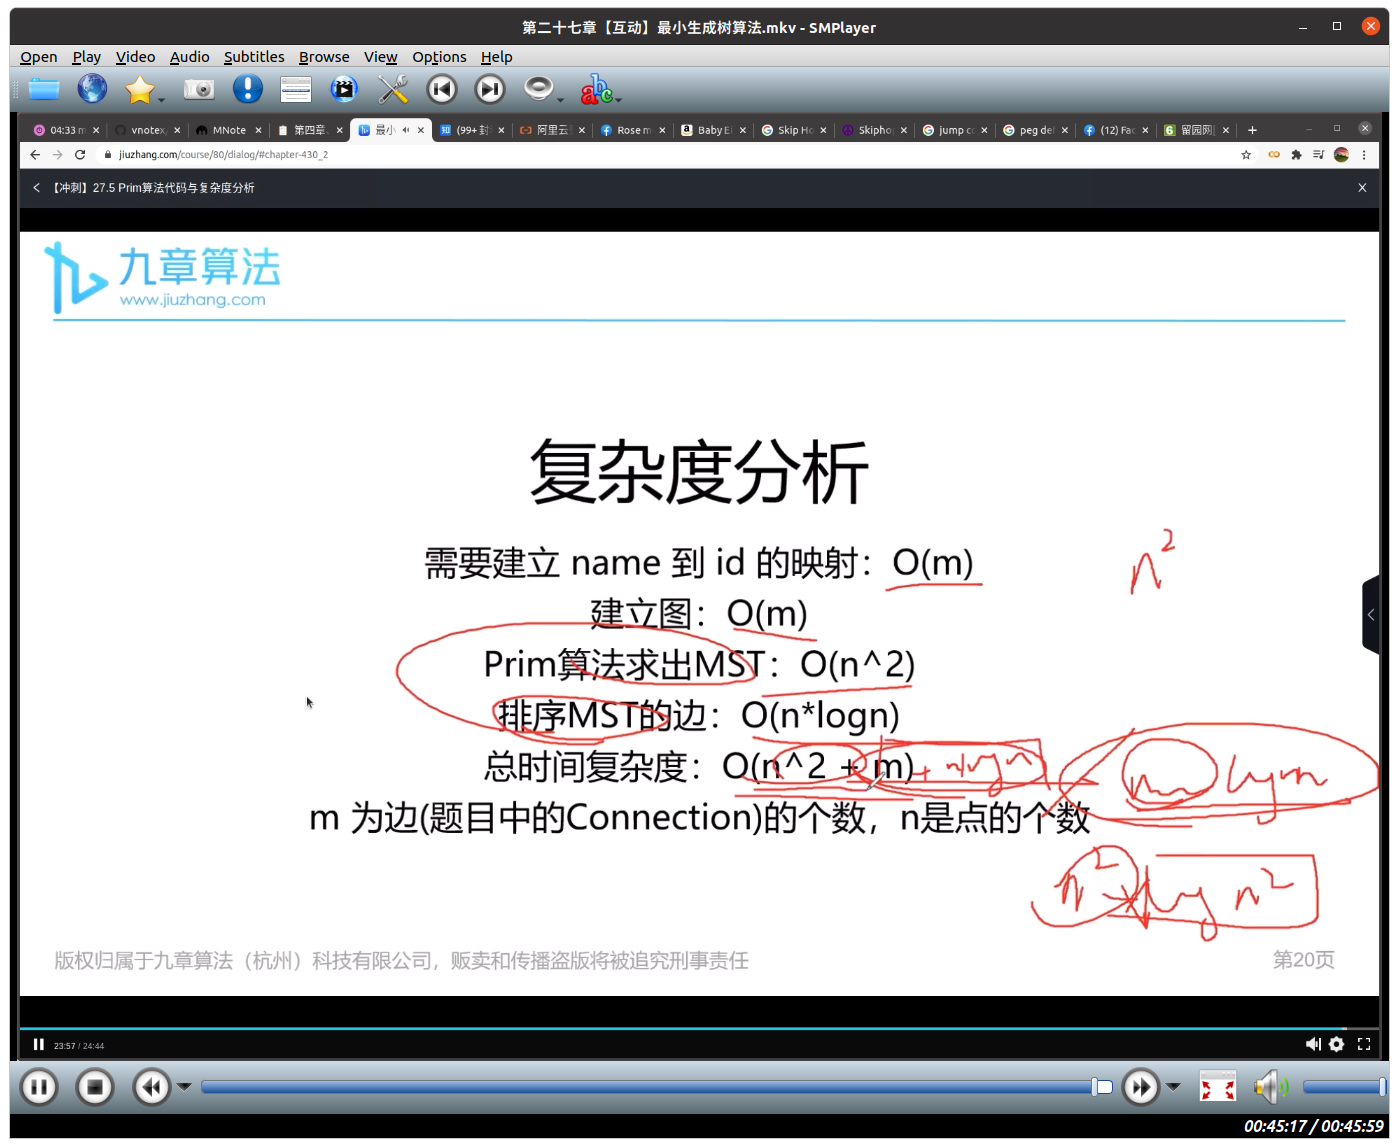 第二十七章【互动】最小生成树算法.mkv - SMPlayer
Open Play Video Audio Subtitles Browse View Options Help
abc
04:33 m vnotex, MNote 第四章、 最小 (99+ 封 阿里云 Rose m Baby Ei Skip Ho Skipho jump co peg de (12) Fac 留园网
jiuzhang.com/course/80/dialog/#chapter-430_2
【冲刺】27.5 Prim算法代码与复杂度分析
九章算法
www.jiuzhang.com
复杂度分析
n²
需要建立 name 到 id 的映射：O(m)
建立图：O(m)
Prim算法求出MST：O(n^2)
排序MST的边：O(n*logn)
总时间复杂度：O(n^2 + m) + nlogn
m 为边(题目中的Connection)的个数，n是点的个数
版权归属于九章算法（杭州）科技有限公司，贩卖和传播盗版将被追究刑事责任
第20页
23:57 / 24:44
00:45:17 / 00:45:59